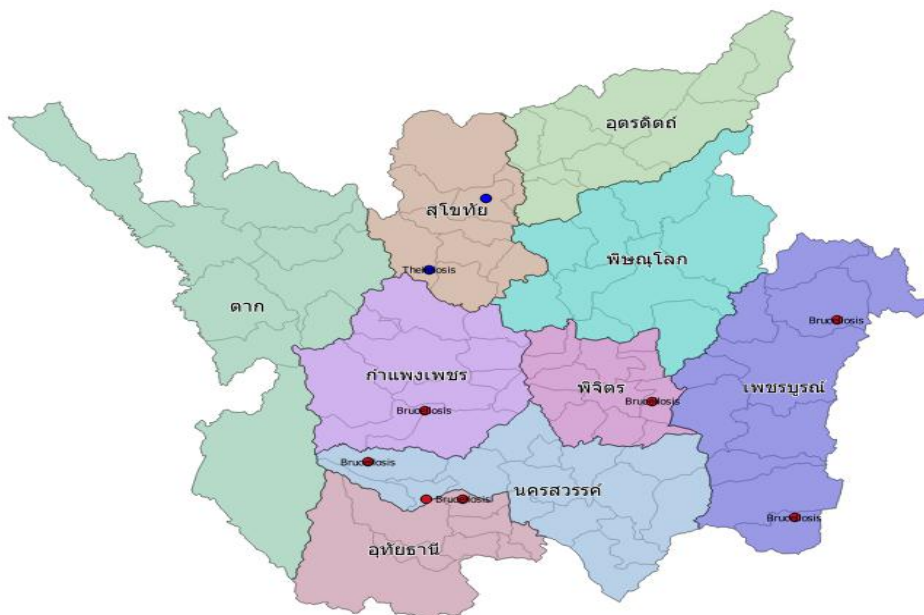 อุตรดิตถ์
สุโขทัย
พิษณุโลก
Theileriosis
ตาก
Brucellosis
กำแพงเพชร
พิจิตร
เพชรบูรณ์
Brucellosis
Brucellosis
Brucellosis
นครสวรรค์
Brucellosis
Brucellosis
อุทัยธานี